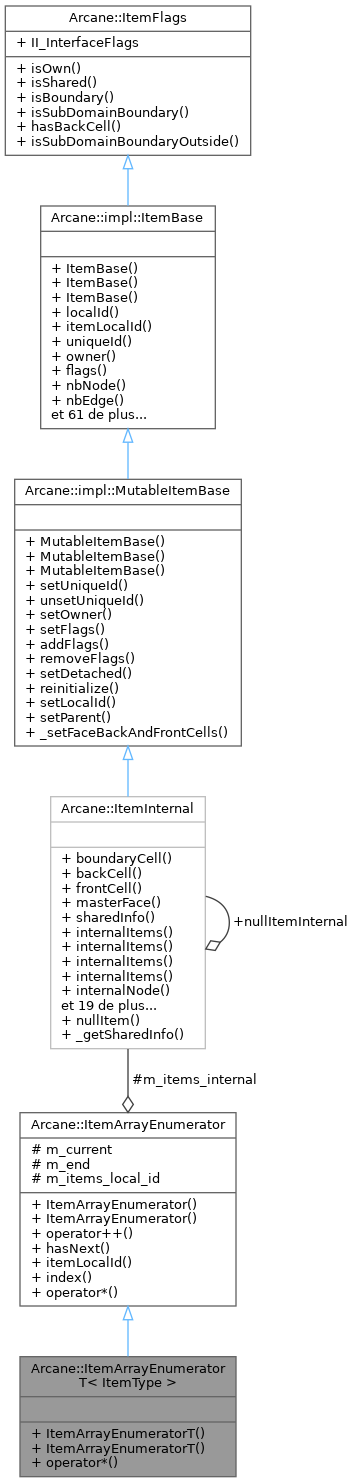 Arcane::ItemFlags
+ II_InterfaceFlags
+ isOwn()
+ isShared()
+ isBoundary()
+ isSubDomainBoundary()
+ hasBackCell()
+ isSubDomainBoundaryOutside()
Arcane::impl::ItemBase
+ ItemBase()
+ ItemBase()
+ ItemBase()
+ localId()
+ itemLocalId()
+ uniqueId()
+ owner()
+ flags()
+ nbNode()
+ nbEdge()
et 61 de plus...
Arcane::impl::MutableItemBase
+ MutableItemBase()
+ MutableItemBase()
+ MutableItemBase()
+ setUniqueId()
+ unsetUniqueId()
+ setOwner()
+ setFlags()
+ addFlags()
+ removeFlags()
+ setDetached()
+ reinitialize()
+ setLocalId()
+ setParent()
+ _setFaceBackAndFrontCells()
Arcane::ItemInternal
+ boundaryCell()
+ backCell()
+ frontCell()
+ masterFace()
+ sharedInfo()
+ internalItems()
+ internalItems()
+ internalItems()
+ internalItems()
+ internalNode()
et 19 de plus...
+ nullItem()
+ _getSharedInfo()
+nullItemInternal
#m_items_internal
Arcane::ItemArrayEnumerator
# m_current
# m_end
# m_items_local_id
+ ItemArrayEnumerator()
+ ItemArrayEnumerator()
+ operator++()
+ hasNext()
+ itemLocalId()
+ index()
+ operator*()
Arcane::ItemArrayEnumerator
T< ItemType >
+ ItemArrayEnumeratorT()
+ ItemArrayEnumeratorT()
+ operator*()